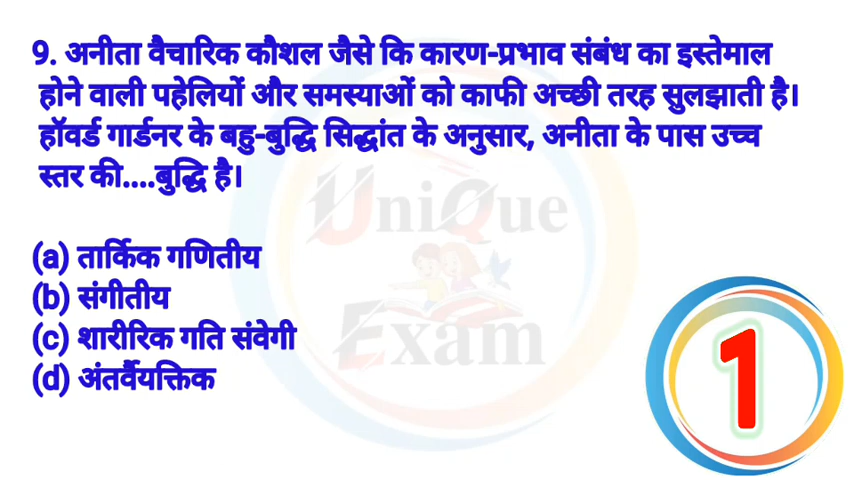 9. अनीता वैचारिक कौशल जैसे कि कारण-प्रभाव संबंध का इस्तेमाल
होने वाली पहेलियों और समस्याओं को काफी अच्छी तरह सुलझाती है।
हॉवर्ड गार्डनर के बहु-बुद्धि सिद्धांत के अनुसार, अनीता के पास उच्च
स्तर की....बुद्धि है।
UniQue
(a) तार्किक गणितीय
(b) संगीतीय
(c) शारीरिक गति संवेगी
Exam
(d) अंतर्वैयक्तिक
1